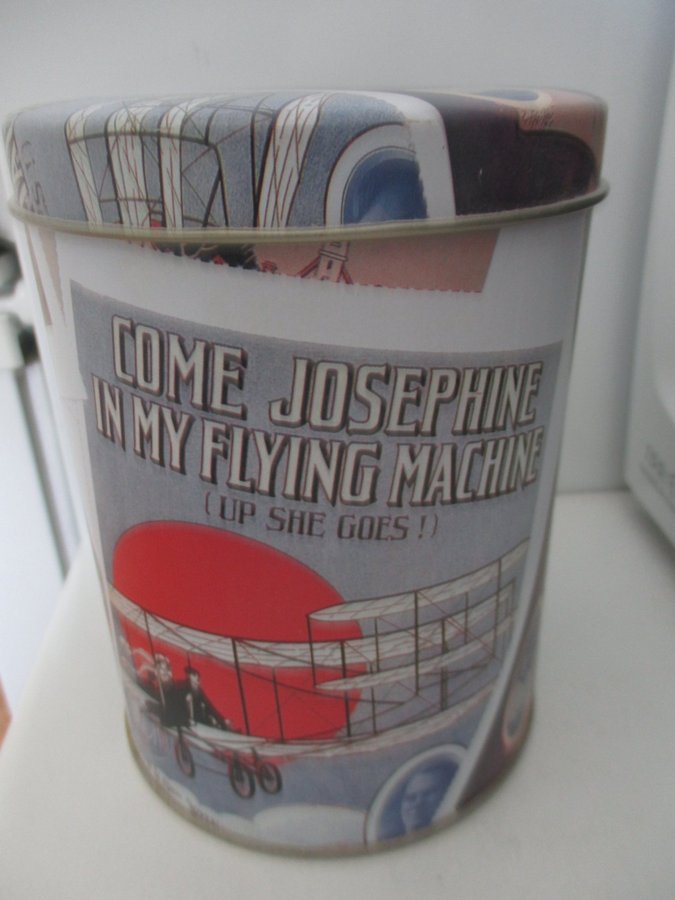 COME JOSEPHINE
IN MY FLYING MACHINE
(UP SHE GOES!)